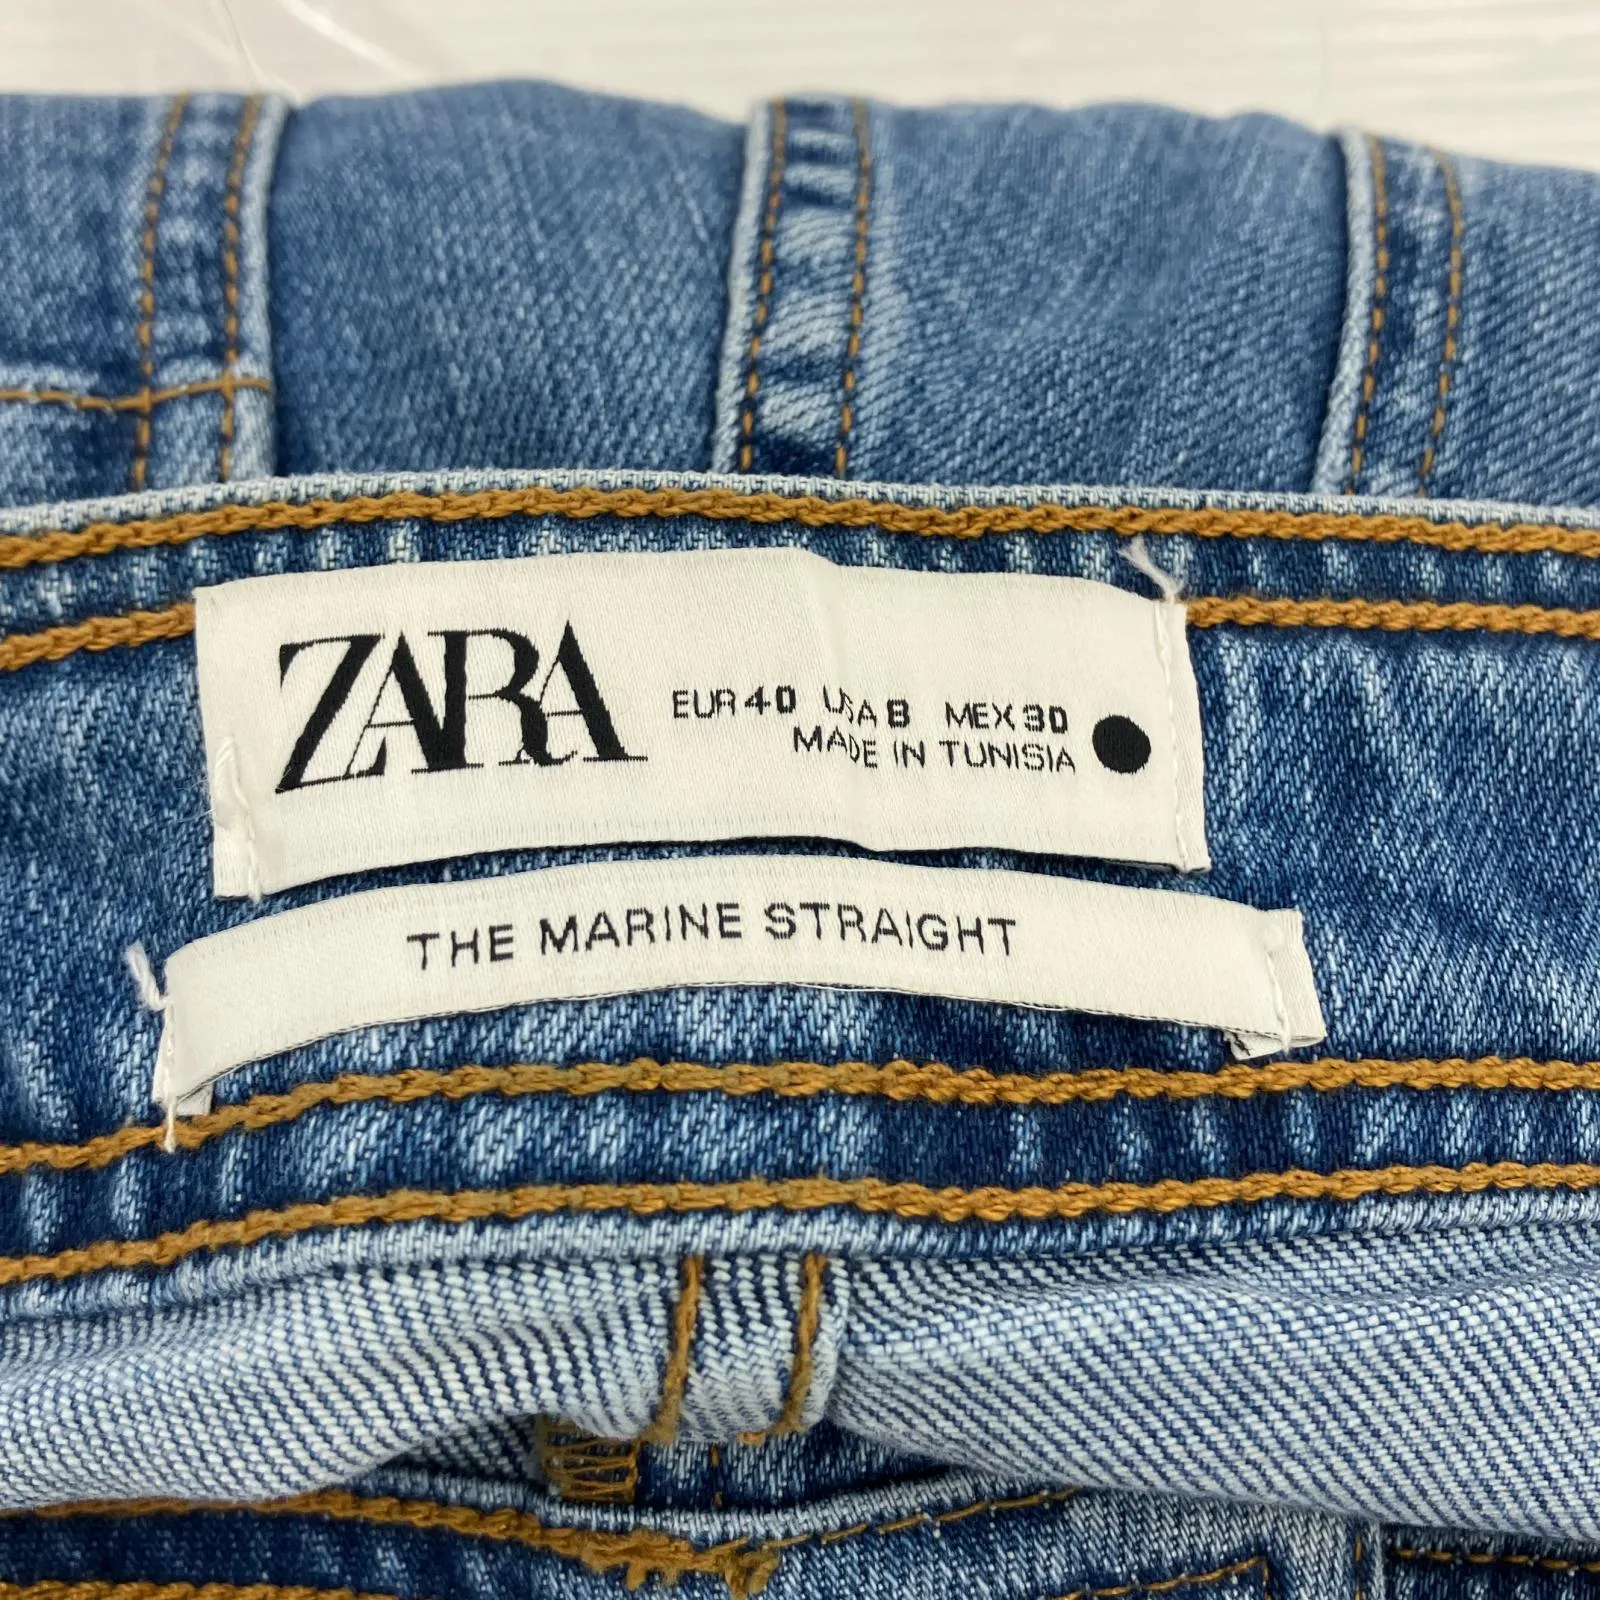 ZARA
EUR 40 USA 8 MEX 30
MADE IN TUNISIA
THE MARINE STRAIGHT